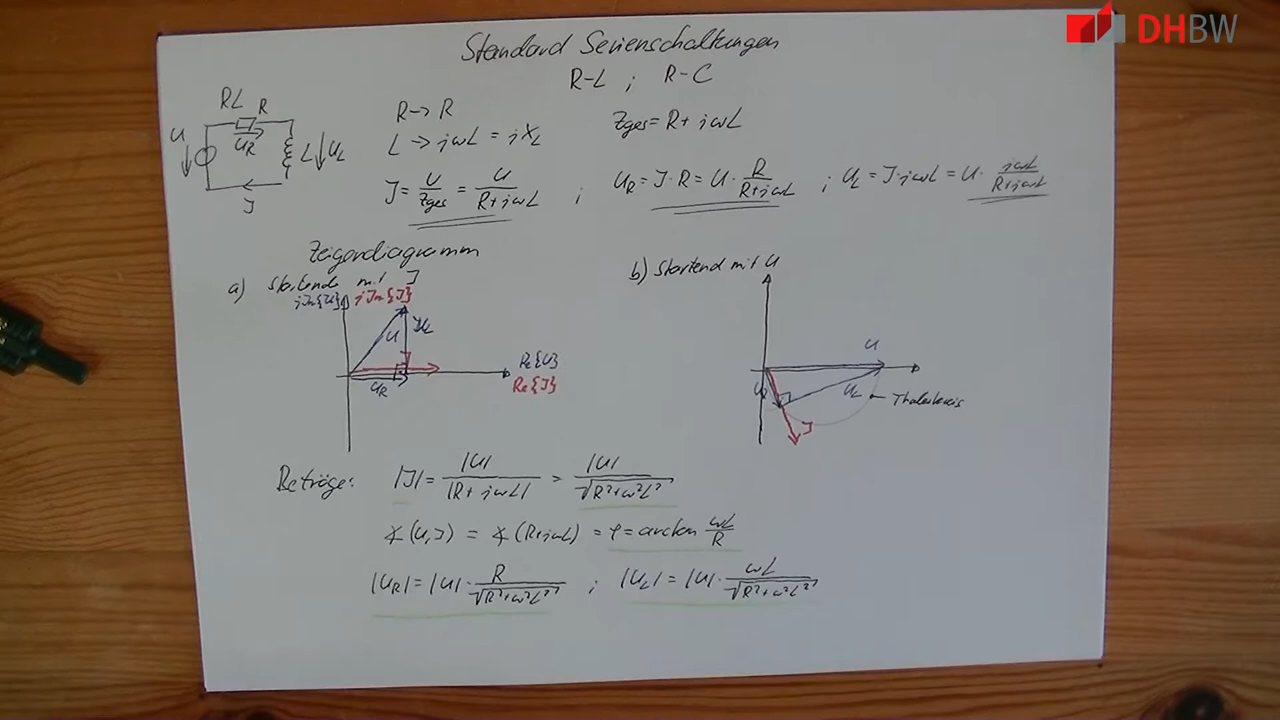 DHBW
Standard Serienschaltungen
R-L ; R-C
RL
R
U
U_R
L
U_L
I
R → R
L → jωL = jX_L
Zges = R + jωL
I = U/Zges = U/(R+jωL) ; U_R = I · R = U · R/(R+jωL) ; U_L = I · jωL = U · jωL/(R+jωL)
Zeigerdiagramm
a) Startend mit I
jIm{U} jIm{I}
U
U_L
I
U_R
Re{U}
Re{I}
b) Startend mit U
U
U_R
U_L
I
Thaleskreis
Beträge: |I| = |U|/|R+jωL| = |U|/√(R²+ω²L²)
∡(U,I) = ∡(R+jωL) = φ = arctan ωL/R
|U_R| = |U| · R/√(R²+ω²L²) ; |U_L| = |U| · ωL/√(R²+ω²L²)